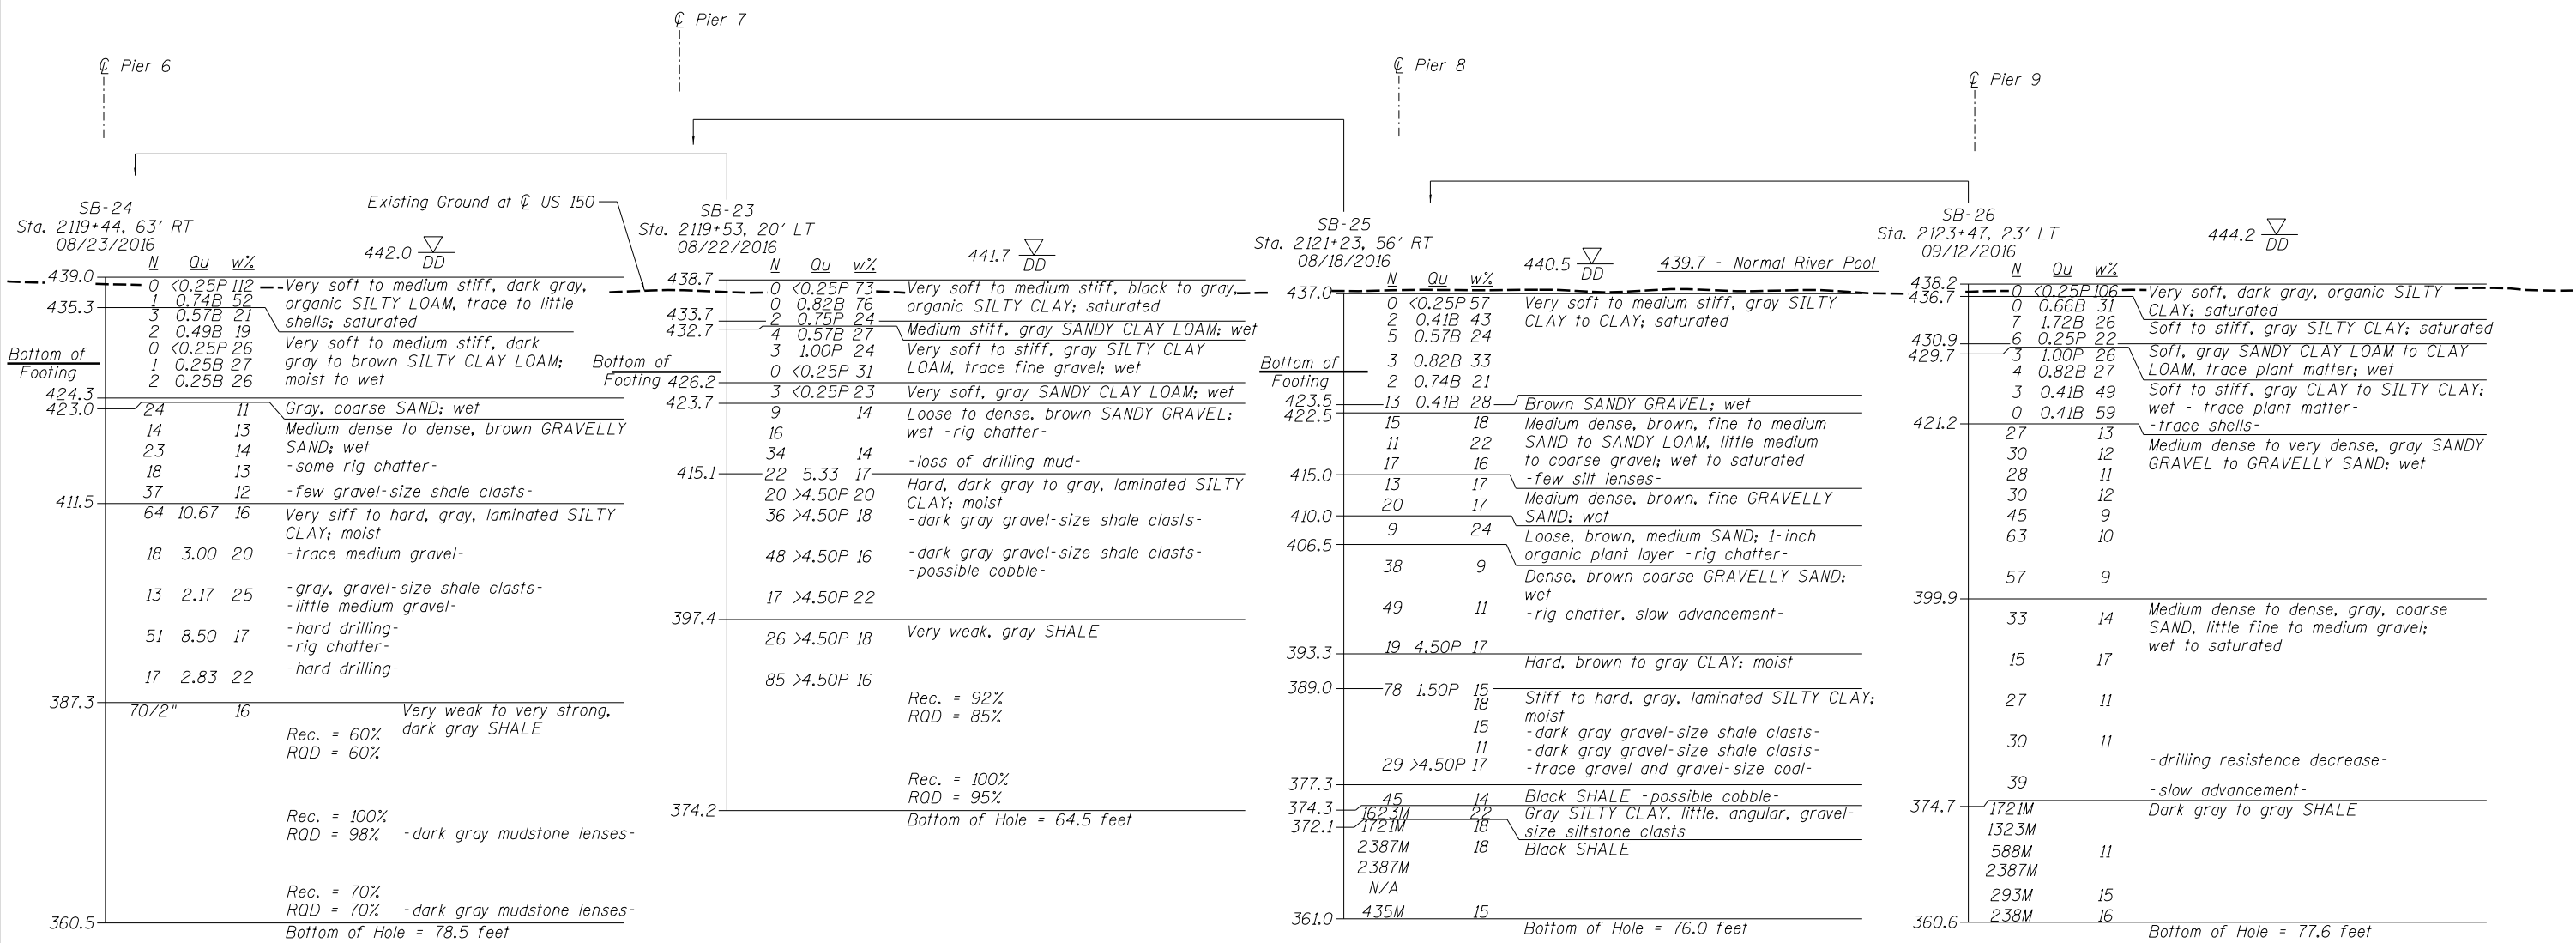 ℄ Pier 7
℄ Pier 6
℄ Pier 8
℄ Pier 9
Existing Ground at ℄ US 150
439.7 - Normal River Pool
SB-24
Sta. 2119+44, 63' RT
08/23/2016
442.0 DD
N Qu w%
439.0
0 <0.25P 112 Very soft to medium stiff, dark gray,
1 0.74B 52 organic SILTY LOAM, trace to little
435.3
3 0.57B 21 shells; saturated
2 0.49B 19
0 <0.25P 26 Very soft to medium stiff, dark
Bottom of
Footing
1 0.25B 27 gray to brown SILTY CLAY LOAM;
2 0.25B 26 moist to wet
424.3
423.0
24 11 Gray, coarse SAND; wet
14 13 Medium dense to dense, brown GRAVELLY
23 14 SAND; wet
18 13 -some rig chatter-
37 12 -few gravel-size shale clasts-
411.5
64 10.67 16 Very siff to hard, gray, laminated SILTY
CLAY; moist
18 3.00 20 -trace medium gravel-
13 2.17 25 -gray, gravel-size shale clasts-
-little medium gravel-
51 8.50 17 -hard drilling-
-rig chatter-
17 2.83 22 -hard drilling-
387.3
70/2" 16 Very weak to very strong,
dark gray SHALE
Rec. = 60%
RQD = 60%
Rec. = 100%
RQD = 98% -dark gray mudstone lenses-
Rec. = 70%
RQD = 70% -dark gray mudstone lenses-
360.5
Bottom of Hole = 78.5 feet
SB-23
Sta. 2119+53, 20' LT
08/22/2016
441.7 DD
N Qu w%
438.7
0 <0.25P 73 Very soft to medium stiff, black to gray,
0 0.82B 76 organic SILTY CLAY; saturated
433.7
2 0.75P 24
432.7
4 0.57B 27 Medium stiff, gray SANDY CLAY LOAM; wet
3 1.00P 24 Very soft to stiff, gray SILTY CLAY
Bottom of
Footing
0 <0.25P 31 LOAM, trace fine gravel; wet
426.2
3 <0.25P 23 Very soft, gray SANDY CLAY LOAM; wet
423.7
9 14 Loose to dense, brown SANDY GRAVEL;
16 wet -rig chatter-
34 14 -loss of drilling mud-
415.1
22 5.33 17
20 >4.50P 20 Hard, dark gray to gray, laminated SILTY
CLAY; moist
36 >4.50P 18 -dark gray gravel-size shale clasts-
48 >4.50P 16 -dark gray gravel-size shale clasts-
-possible cobble-
17 >4.50P 22
397.4
26 >4.50P 18 Very weak, gray SHALE
85 >4.50P 16
Rec. = 92%
RQD = 85%
Rec. = 100%
RQD = 95%
374.2
Bottom of Hole = 64.5 feet
SB-25
Sta. 2121+23, 56' RT
08/18/2016
440.5 DD
N Qu w%
437.0
0 <0.25P 57 Very soft to medium stiff, gray SILTY
2 0.41B 43 CLAY to CLAY; saturated
5 0.57B 24
Bottom of
Footing
3 0.82B 33
2 0.74B 21
423.5
13 0.41B 28 Brown SANDY GRAVEL; wet
422.5
15 18 Medium dense, brown, fine to medium
11 22 SAND to SANDY LOAM, little medium
17 16 to coarse gravel; wet to saturated
415.0
13 17 -few silt lenses-
20 17 Medium dense, brown, fine GRAVELLY
410.0
SAND; wet
9 24 Loose, brown, medium SAND; 1-inch
406.5
organic plant layer -rig chatter-
38 9 Dense, brown coarse GRAVELLY SAND;
wet
49 11 -rig chatter, slow advancement-
19 4.50P 17
393.3
Hard, brown to gray CLAY; moist
389.0
78 1.50P 15 Stiff to hard, gray, laminated SILTY CLAY;
18 moist
15 -dark gray gravel-size shale clasts-
11 -dark gray gravel-size shale clasts-
29 >4.50P 17 -trace gravel and gravel-size coal-
377.3
45 14 Black SHALE -possible cobble-
374.3
1623M 22 Gray SILTY CLAY, little, angular, gravel-
372.1
1721M 18 size siltstone clasts
2387M 18 Black SHALE
2387M
N/A
435M 15
361.0
Bottom of Hole = 76.0 feet
SB-26
Sta. 2123+47, 23' LT
09/12/2016
444.2 DD
N Qu w%
438.2
0 <0.25P 106 Very soft, dark gray, organic SILTY
436.7
0 0.66B 31 CLAY; saturated
7 1.72B 26 Soft to stiff, gray SILTY CLAY; saturated
430.9
6 0.25P 22
429.7
3 1.00P 26 Soft, gray SANDY CLAY LOAM to CLAY
4 0.82B 27 LOAM, trace plant matter; wet
3 0.41B 49 Soft to stiff, gray CLAY to SILTY CLAY;
0 0.41B 59 wet - trace plant matter-
421.2
-trace shells-
27 13 Medium dense to very dense, gray SANDY
30 12 GRAVEL to GRAVELLY SAND; wet
28 11
30 12
45 9
63 10
57 9
399.9
33 14 Medium dense to dense, gray, coarse
SAND, little fine to medium gravel;
wet to saturated
15 17
27 11
30 11
-drilling resistence decrease-
39
-slow advancement-
374.7
1721M Dark gray to gray SHALE
1323M
588M 11
2387M
293M 15
238M 16
360.6
Bottom of Hole = 77.6 feet